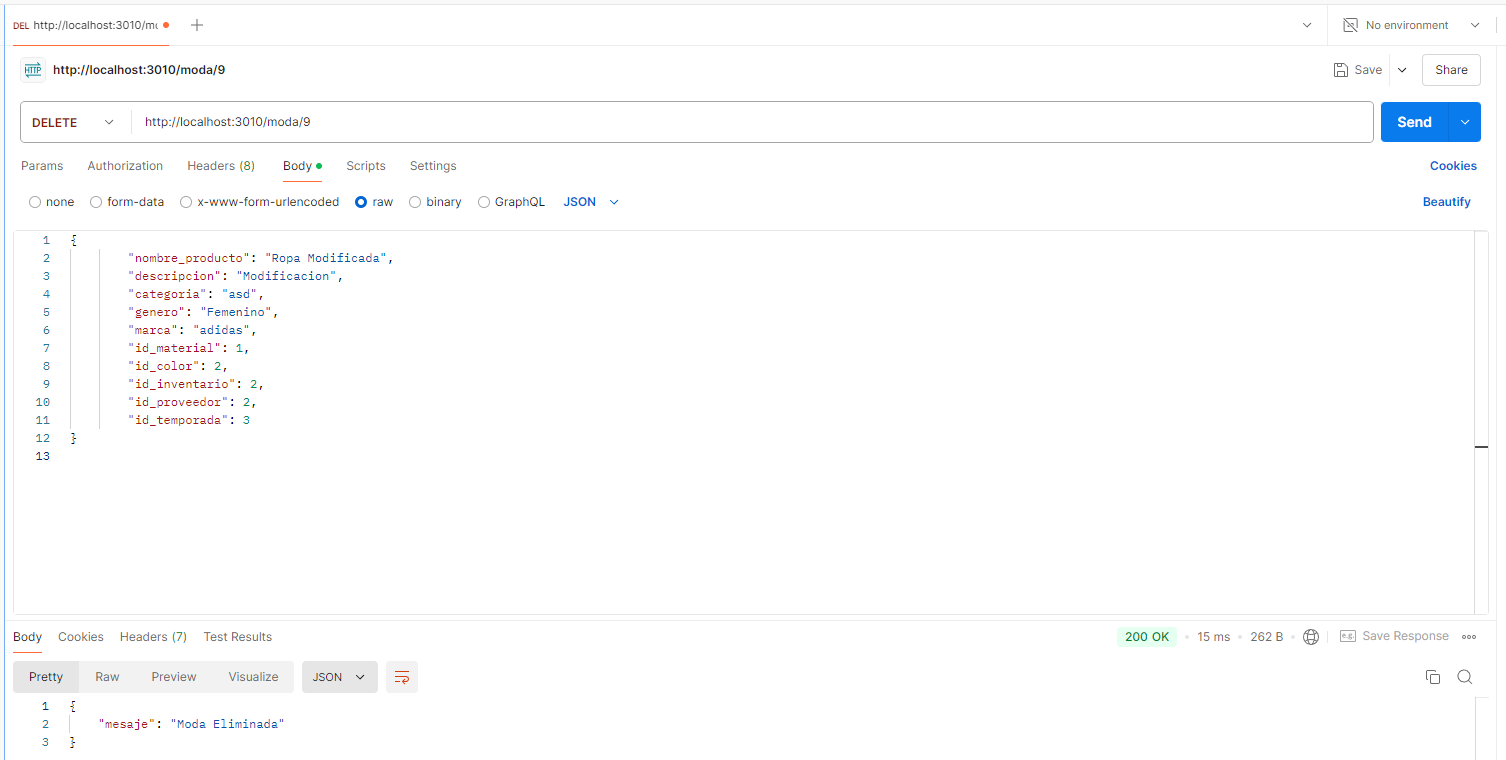 DEL http://localhost:3010/mo
No environment
HTTP http://localhost:3010/moda/9
Save
Share
DELETE http://localhost:3010/moda/9
Send
Params Authorization Headers (8) Body Scripts Settings Cookies
none form-data x-www-form-urlencoded raw binary GraphQL JSON Beautify
1 {
2 "nombre_producto": "Ropa Modificada",
3 "descripcion": "Modificacion",
4 "categoria": "asd",
5 "genero": "Femenino",
6 "marca": "adidas",
7 "id_material": 1,
8 "id_color": 2,
9 "id_inventario": 2,
10 "id_proveedor": 2,
11 "id_temporada": 3
12 }
13
Body Cookies Headers (7) Test Results 200 OK • 15 ms • 262 B • e.g. Save Response
Pretty Raw Preview Visualize JSON
1 {
2 "mesaje": "Moda Eliminada"
3 }